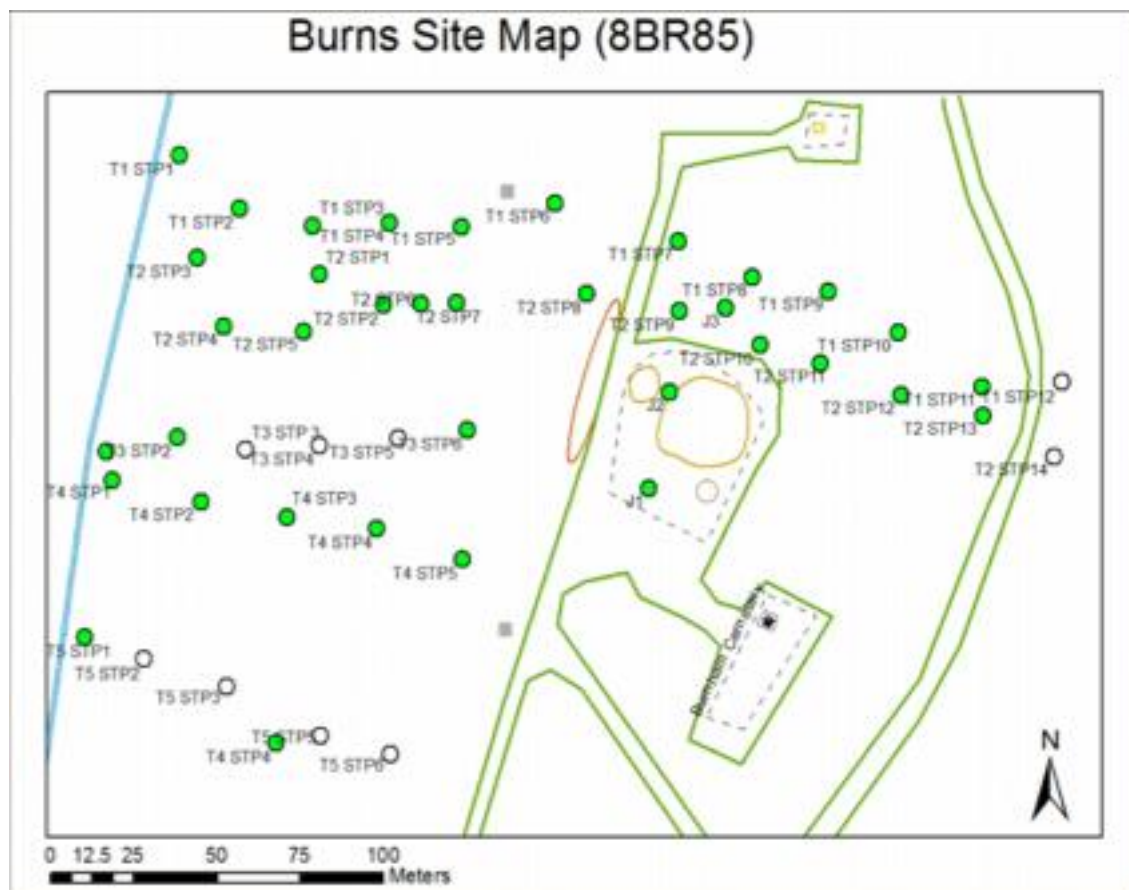 Burns Site Map (8BR85)
T1 STP1
T1 STP2
T1 STP3
T1 STP4
T1 STP5
T1 STP6
T2 STP3
T2 STP1
T1 STP7
T1 STP8
T1 STP9
T2 STP6
T2 STP2
T2 STP7
T2 STP8
T2 STP9
J3
T2 STP4
T2 STP5
T2 STP10
T1 STP10
T2 STP11
T2 STP12
T1 STP11
T1 STP12
J2
T2 STP13
T3 STP2
T3 STP3
T3 STP4
T3 STP5
T3 STP6
T2 STP14
T4 STP1
T4 STP2
T4 STP3
J1
T4 STP4
T4 STP5
T5 STP1
T5 STP2
T5 STP3
Burnham Cemetery
T5 STP5
T4 STP4
T5 STP6
N
0 12.5 25 50 75 100
Meters